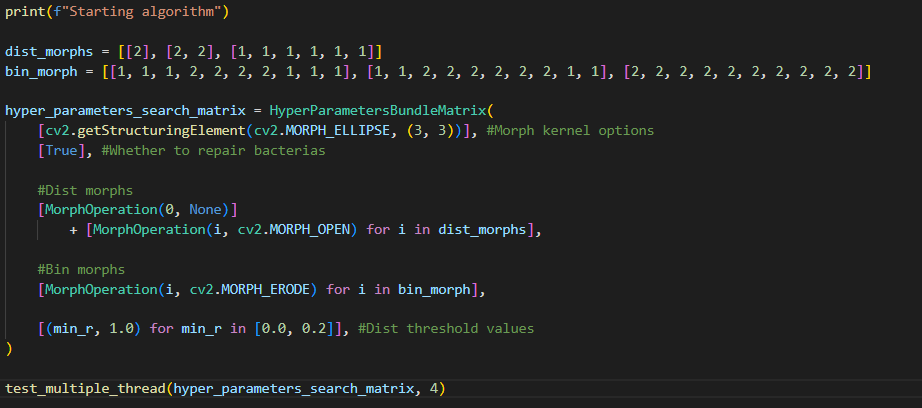 print(f"Starting algorithm")
dist_morphs = [[2], [2, 2], [1, 1, 1, 1, 1, 1]]
bin_morph = [[1, 1, 1, 2, 2, 2, 2, 1, 1, 1], [1, 1, 2, 2, 2, 2, 2, 2, 1, 1], [2, 2, 2, 2, 2, 2, 2, 2, 2, 2]]
hyper_parameters_search_matrix = HyperParametersBundleMatrix(
[cv2.getStructuringElement(cv2.MORPH_ELLIPSE, (3, 3))], #Morph kernel options
[True], #Whether to repair bacterias
#Dist morphs
[MorphOperation(0, None)]
+ [MorphOperation(i, cv2.MORPH_OPEN) for i in dist_morphs],
#Bin morphs
[MorphOperation(i, cv2.MORPH_ERODE) for i in bin_morph],
[(min_r, 1.0) for min_r in [0.0, 0.2]], #Dist threshold values
)
test_multiple_thread(hyper_parameters_search_matrix, 4)